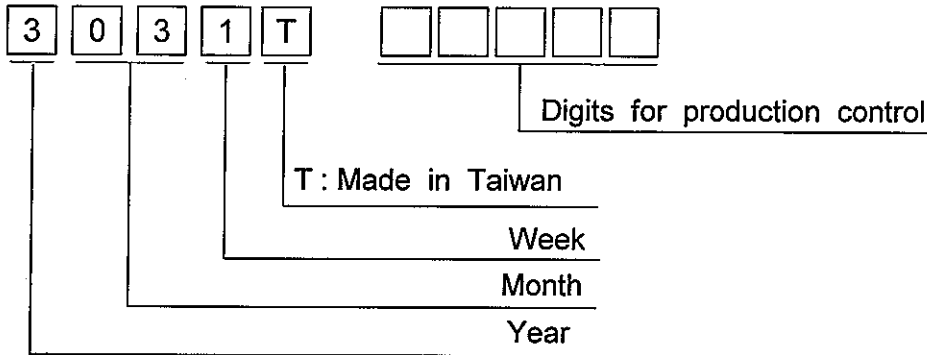 3 0 3 1 T
Digits for production control
T : Made in Taiwan
Week
Month
Year